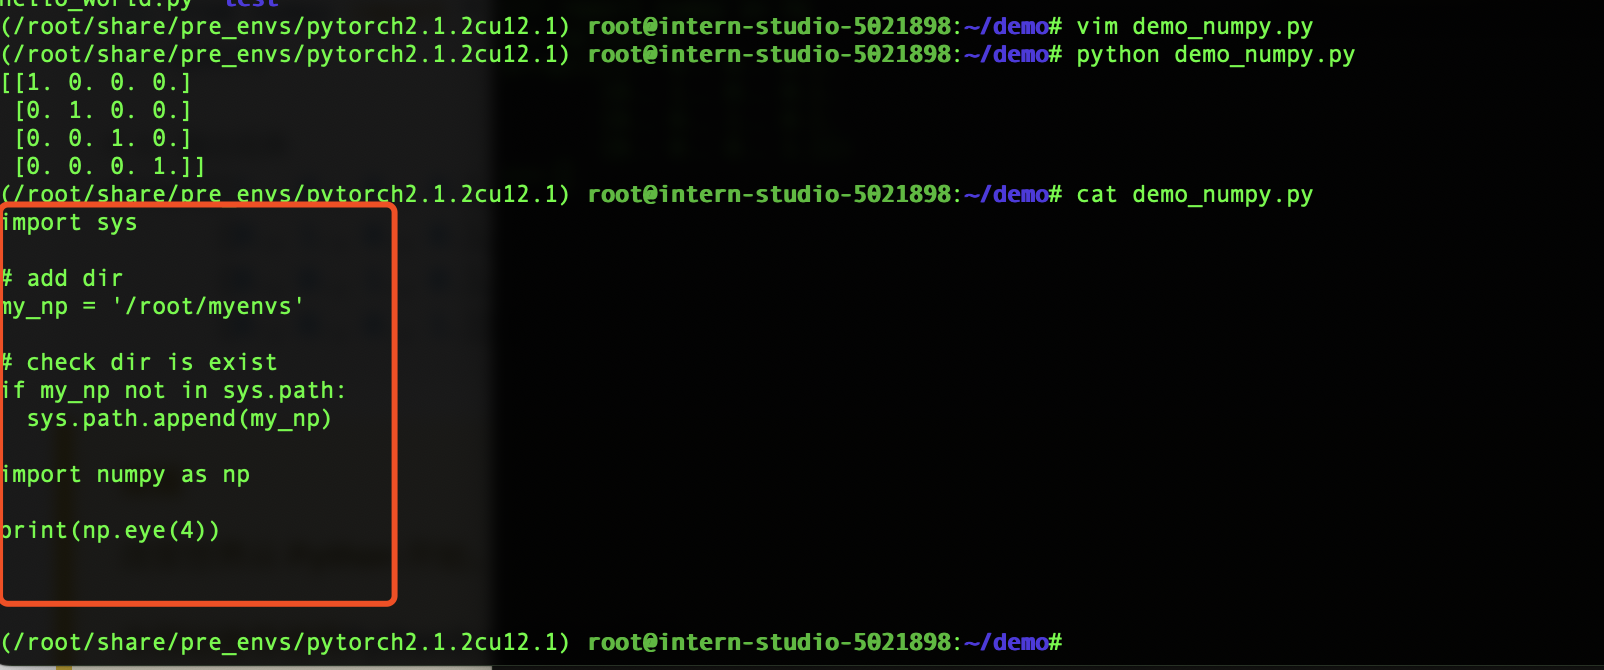 hello_world.py  test
(/root/share/pre_envs/pytorch2.1.2cu12.1) root@intern-studio-5021898:~/demo# vim demo_numpy.py
(/root/share/pre_envs/pytorch2.1.2cu12.1) root@intern-studio-5021898:~/demo# python demo_numpy.py
[[1. 0. 0. 0.]
 [0. 1. 0. 0.]
 [0. 0. 1. 0.]
 [0. 0. 0. 1.]]
(/root/share/pre_envs/pytorch2.1.2cu12.1) root@intern-studio-5021898:~/demo# cat demo_numpy.py
import sys

# add dir
my_np = '/root/myenvs'

# check dir is exist
if my_np not in sys.path:
  sys.path.append(my_np)

import numpy as np

print(np.eye(4))

(/root/share/pre_envs/pytorch2.1.2cu12.1) root@intern-studio-5021898:~/demo#